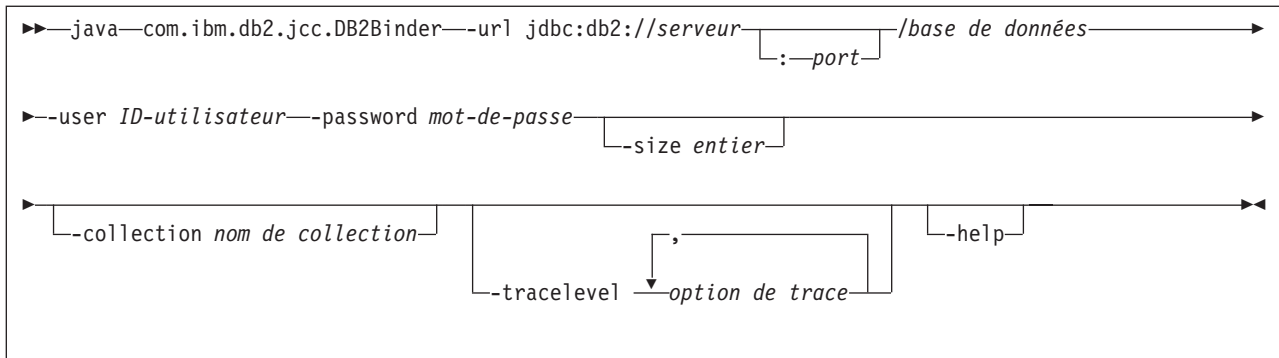 java com.ibm.db2.jcc.DB2Binder -url jdbc:db2://serveur /base de données
: port
-user ID-utilisateur -password mot-de-passe
-size entier
-collection nom de collection -help
,
-tracelevel option de trace